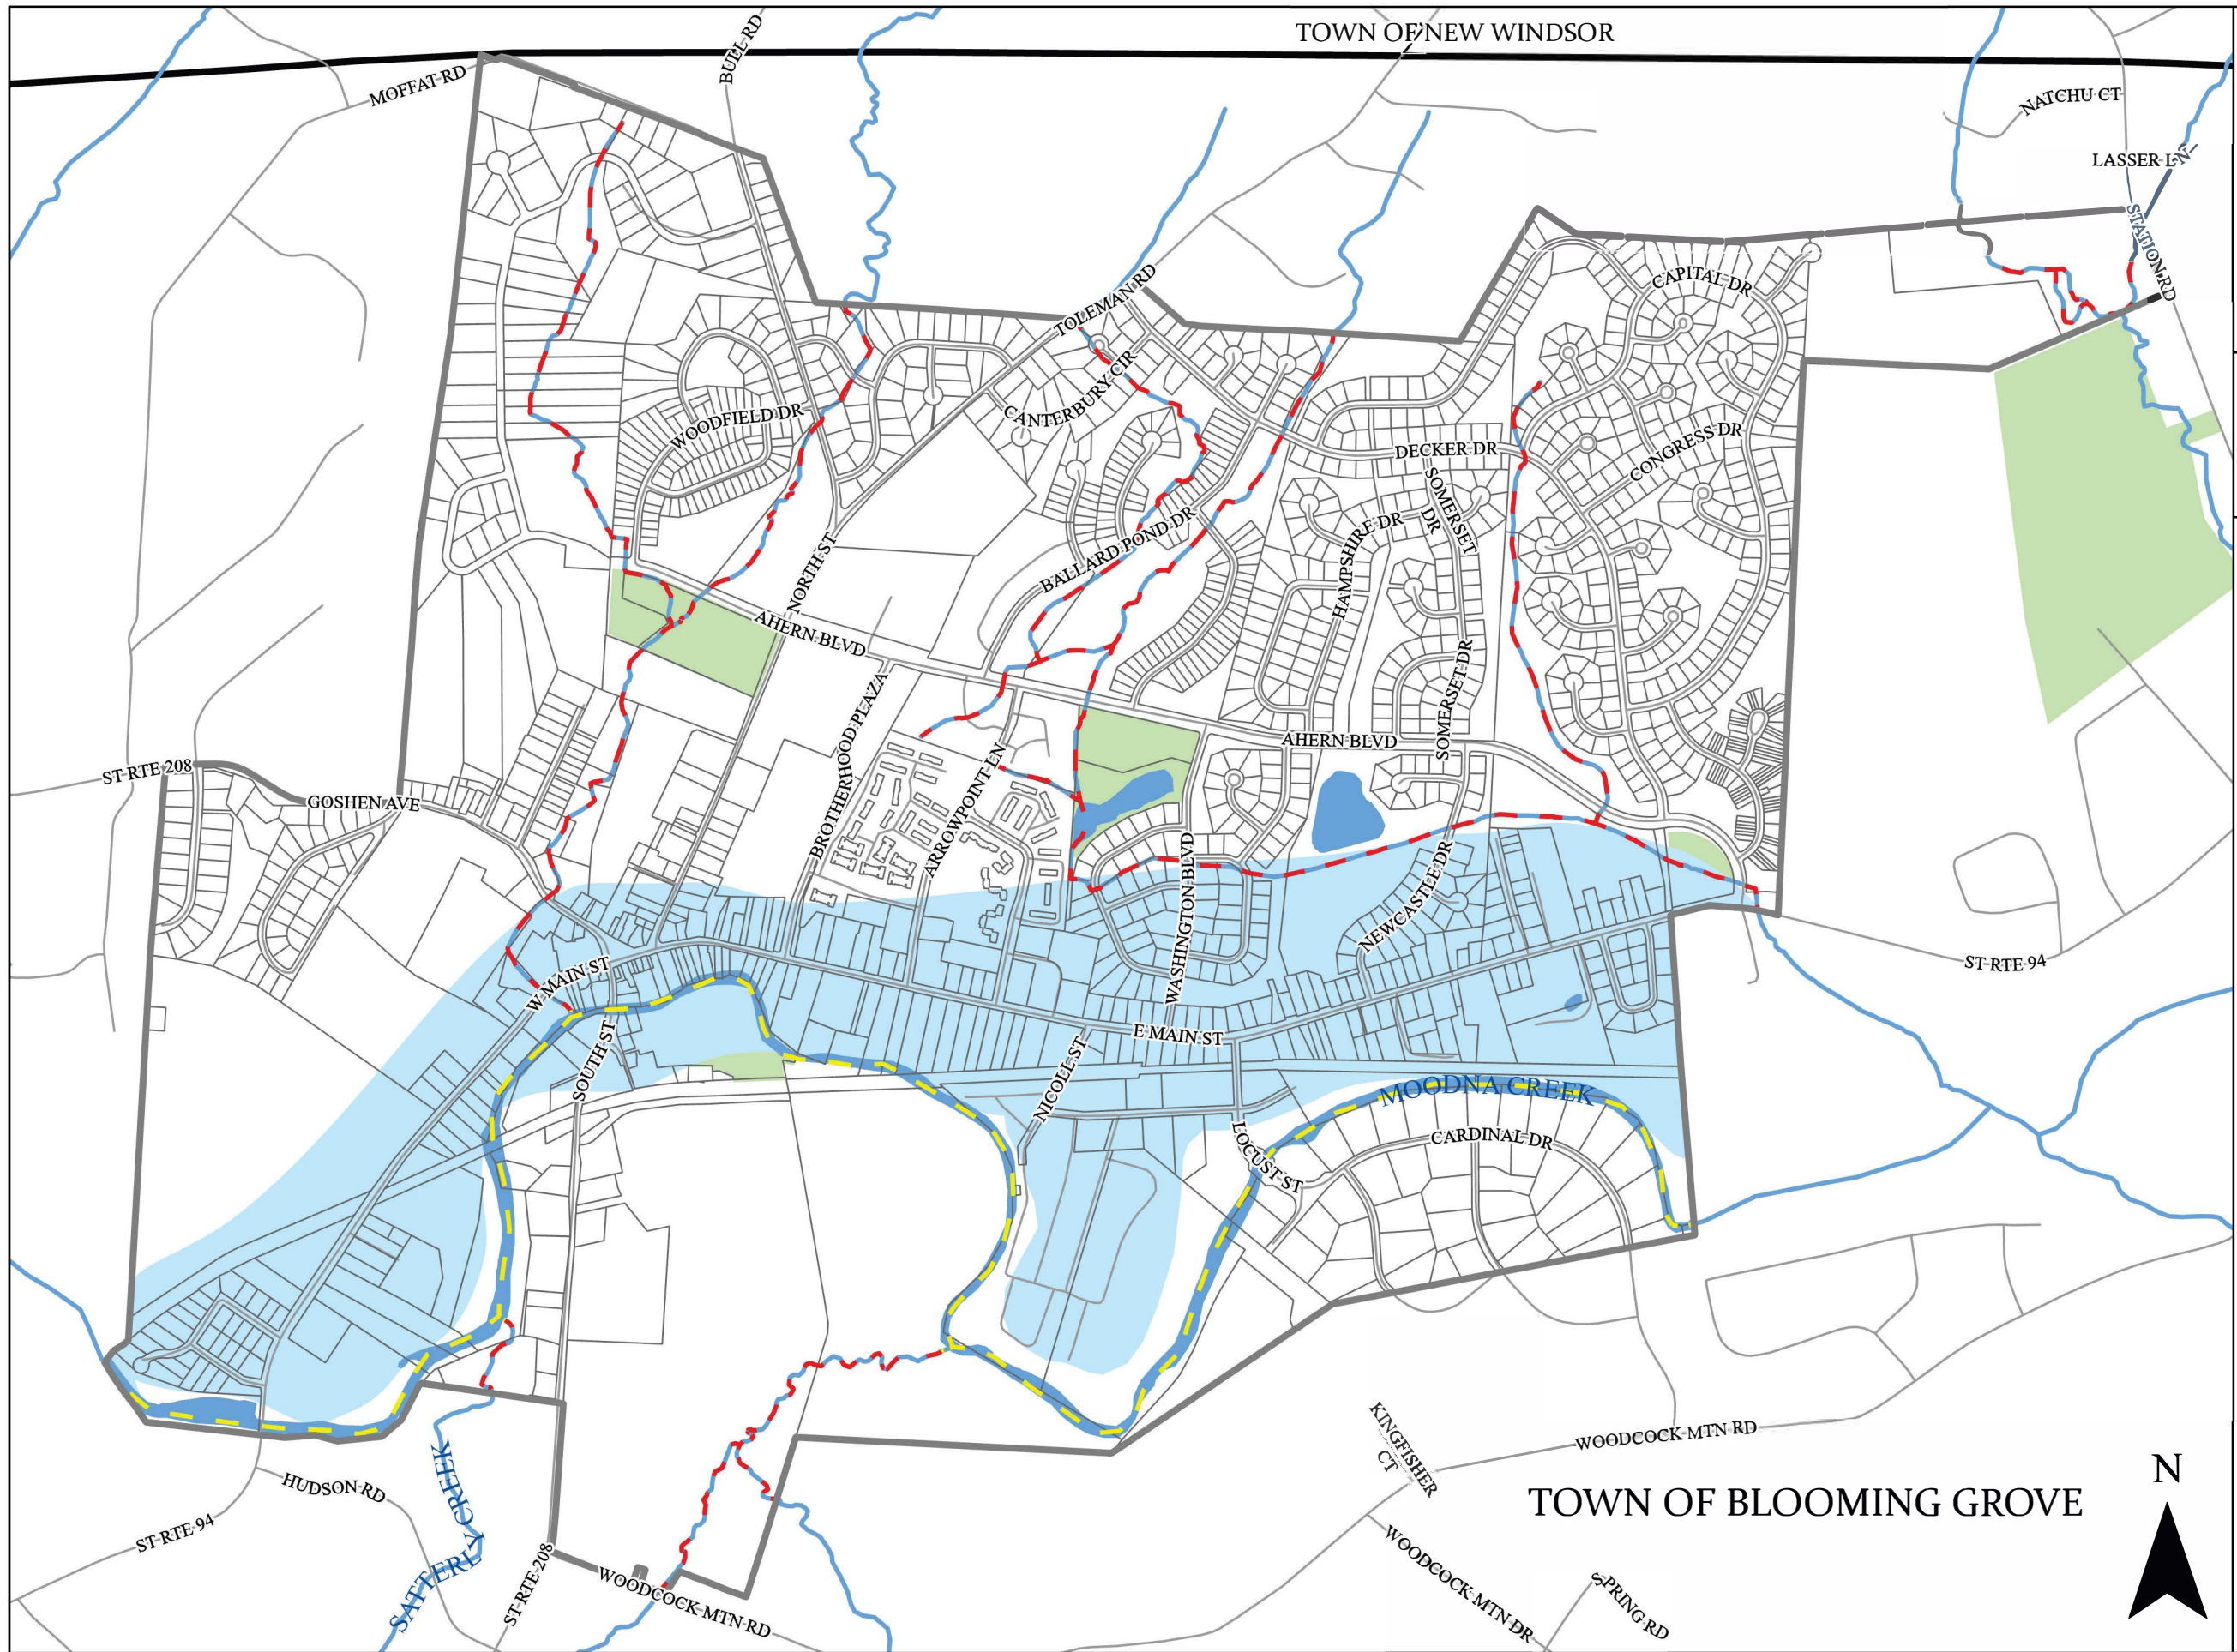 TOWN OF NEW WINDSOR
BULL RD
MOFFAT RD
NATCHU CT
LASSER LN
STATION RD
CAPITAL DR
TOLEMAN RD
CANTERBURY CIR
WOODFIELD DR
DECKER DR
CONGRESS DR
SOMERSET
DR
HAMPSHIRE DR
BALLARD POND DR
NORTH ST
AHERN BLVD
BROTHERHOOD PLAZA
SOMERSET DR
AHERN BLVD
ARROWPOINT LN
ST RTE 208
GOSHEN AVE
WASHINGTON BLVD
NEWCASTLE DR
ST RTE 94
W MAIN ST
E MAIN ST
SOUTH ST
NICOLL ST
MOODNA CREEK
CARDINAL DR
LOCUST ST
KINGFISHER
CT
WOODCOCK MTN RD
N
TOWN OF BLOOMING GROVE
HUDSON RD
SATTERLY CREEK
ST RTE 94
ST RTE 208
WOODCOCK MTN RD
WOODCOCK MTN DR
SPRING RD